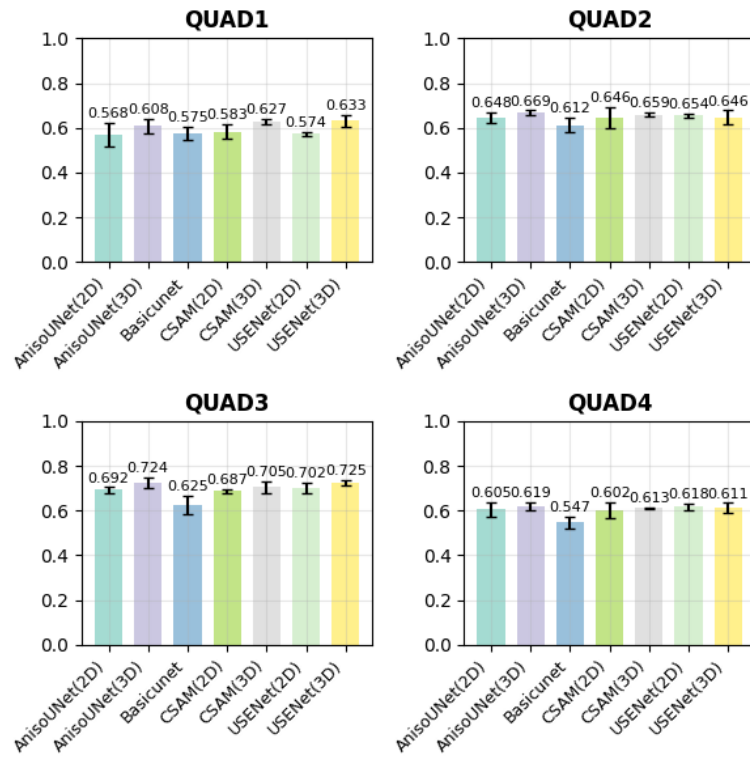 QUAD1
1.0
0.8
0.6
0.4
0.2
0.0
0.568
0.608
0.575
0.583
0.627
0.574
0.633
AnisoUNet(2D)
AnisoUNet(3D)
Basicunet
CSAM(2D)
CSAM(3D)
USENet(2D)
USENet(3D)
QUAD2
1.0
0.8
0.6
0.4
0.2
0.0
0.648
0.669
0.612
0.646
0.659
0.654
0.646
AnisoUNet(2D)
AnisoUNet(3D)
Basicunet
CSAM(2D)
CSAM(3D)
USENet(2D)
USENet(3D)
QUAD3
1.0
0.8
0.6
0.4
0.2
0.0
0.692
0.724
0.625
0.687
0.705
0.702
0.725
AnisoUNet(2D)
AnisoUNet(3D)
Basicunet
CSAM(2D)
CSAM(3D)
USENet(2D)
USENet(3D)
QUAD4
1.0
0.8
0.6
0.4
0.2
0.0
0.605
0.619
0.547
0.602
0.613
0.618
0.611
AnisoUNet(2D)
AnisoUNet(3D)
Basicunet
CSAM(2D)
CSAM(3D)
USENet(2D)
USENet(3D)